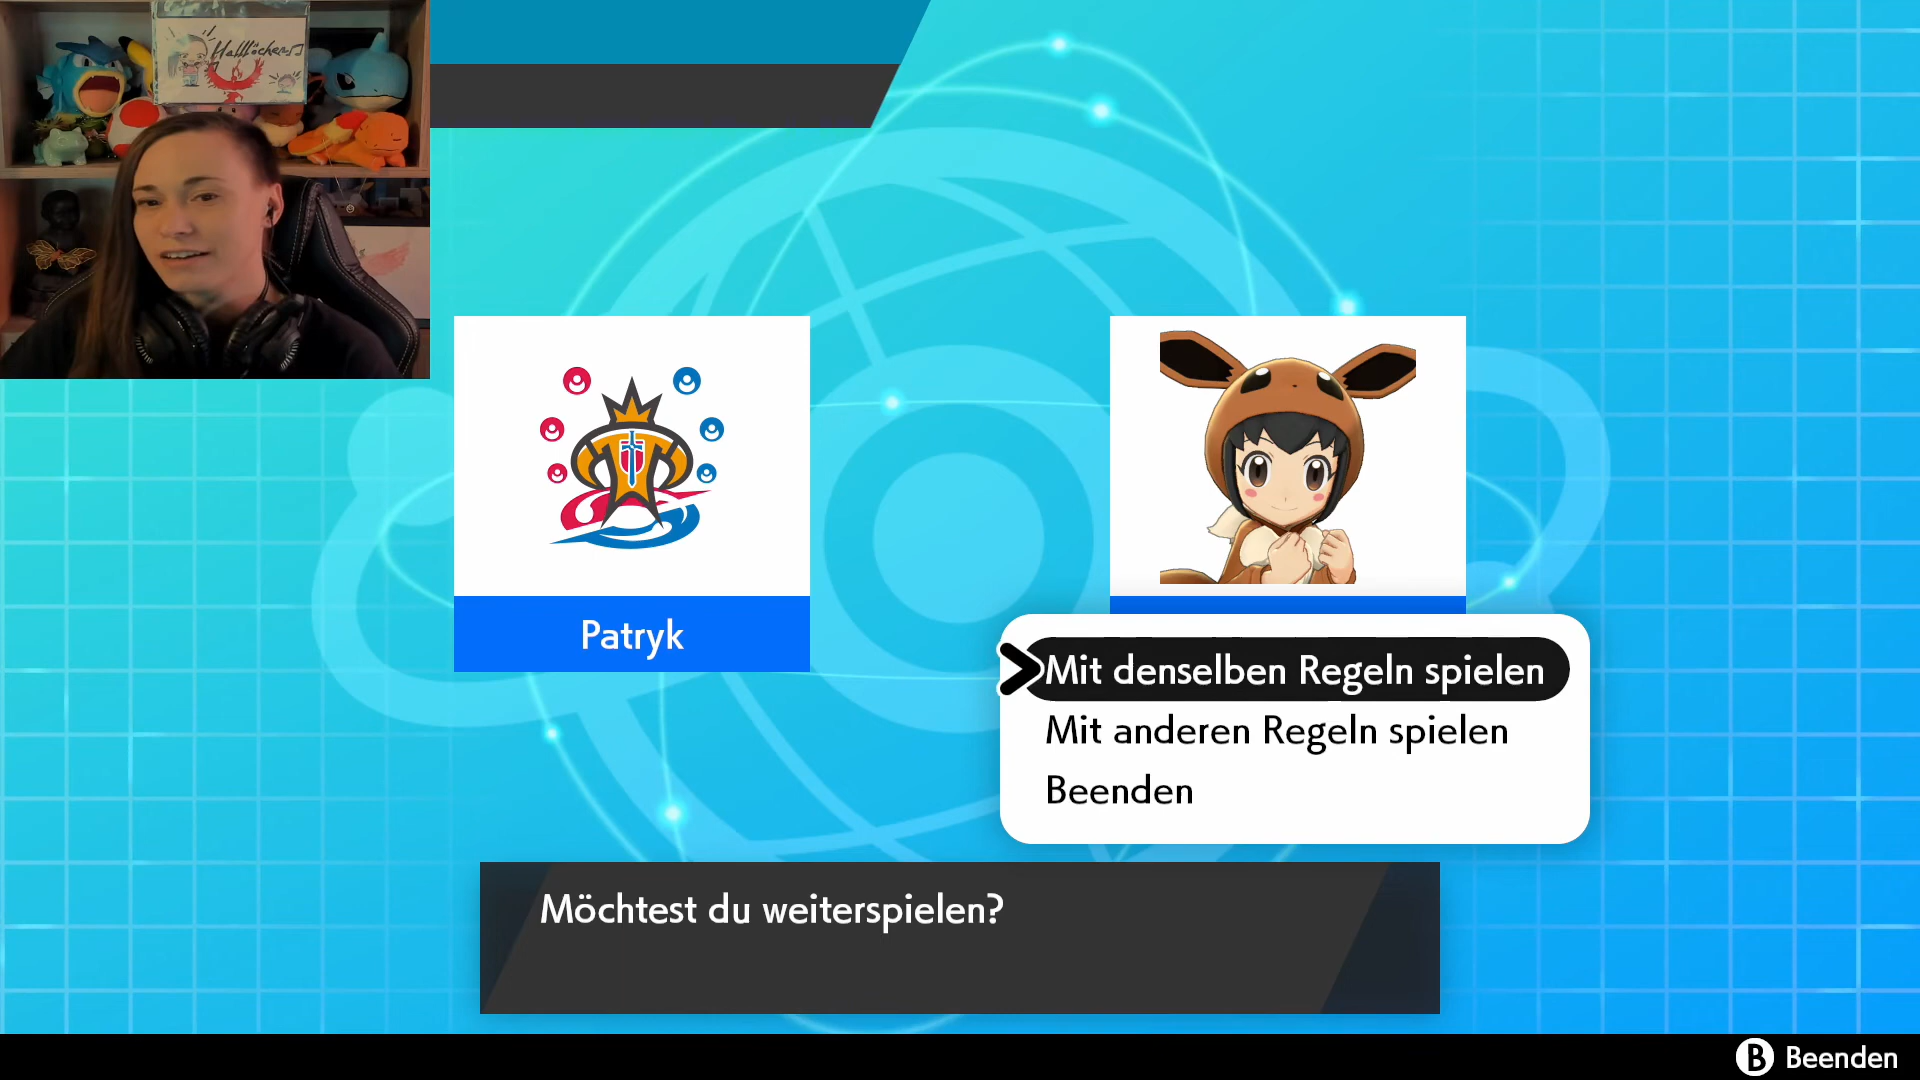 Hallöchen
Patryk
Mit denselben Regeln spielen
Mit anderen Regeln spielen
Beenden
Möchtest du weiterspielen?
B Beenden